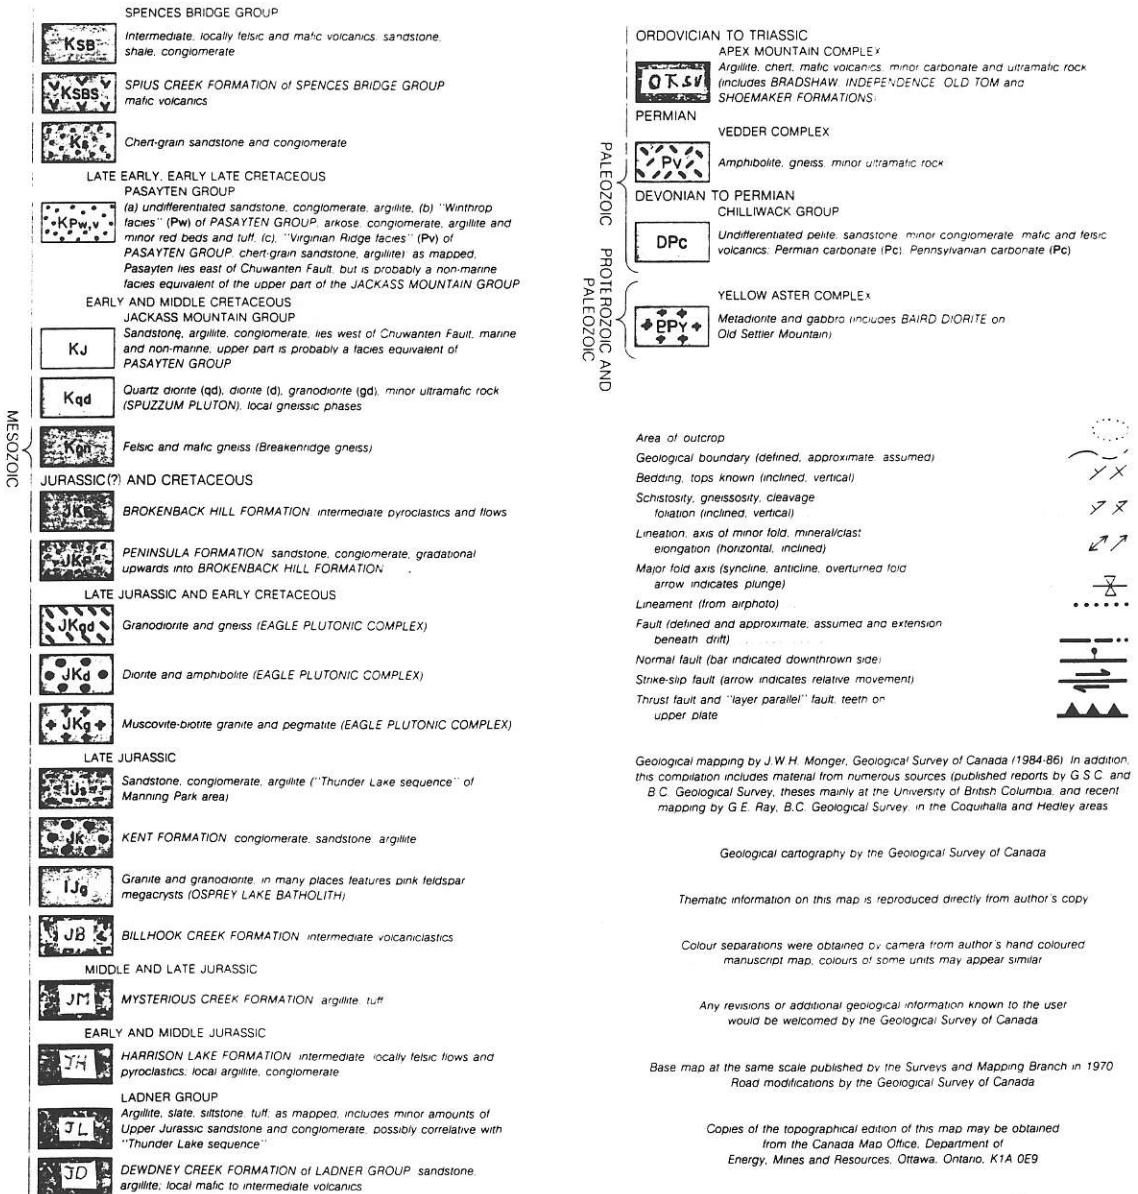 SPENCES BRIDGE GROUP
KSB
Intermediate, locally felsic and mafic volcanics, sandstone,
shale, conglomerate
KSBS
SPIUS CREEK FORMATION of SPENCES BRIDGE GROUP
mafic volcanics
Chert-grain sandstone and conglomerate
LATE EARLY, EARLY LATE CRETACEOUS
PASAYTEN GROUP
KPw,v
(a) undifferentiated sandstone, conglomerate, argillite, (b) "Winthrop
facies" (Pw) of PASAYTEN GROUP, arkose, conglomerate, argillite and
minor red beds and tuff, (c), "Virginian Ridge facies" (Pv) of
PASAYTEN GROUP, chert-grain sandstone, argillite) as mapped,
Pasayten lies east of Chuwanten Fault, but is probably a non-marine
facies equivalent of the upper part of the JACKASS MOUNTAIN GROUP
EARLY AND MIDDLE CRETACEOUS
JACKASS MOUNTAIN GROUP
KJ
Sandstone, argillite, conglomerate, lies west of Chuwanten Fault, marine
and non-marine, upper part is probably a facies equivalent of
PASAYTEN GROUP
Kqd
Quartz diorite (qd), diorite (d), granodiorite (gd), minor ultramafic rock
(SPUZZUM PLUTON), local gneissic phases
MESOZOIC
Kgn
Felsic and mafic gneiss (Breakenridge gneiss)
JURASSIC(?) AND CRETACEOUS
BROKENBACK HILL FORMATION intermediate pyroclastics and flows
JKP
PENINSULA FORMATION sandstone, conglomerate, gradational
upwards into BROKENBACK HILL FORMATION
LATE JURASSIC AND EARLY CRETACEOUS
JKgd
Granodiorite and gneiss (EAGLE PLUTONIC COMPLEX)
JKd
Diorite and amphibolite (EAGLE PLUTONIC COMPLEX)
JKg
Muscovite-biotite granite and pegmatite (EAGLE PLUTONIC COMPLEX)
LATE JURASSIC
IJs
Sandstone, conglomerate, argillite ("Thunder Lake sequence" of
Manning Park area)
JK
KENT FORMATION conglomerate, sandstone, argillite
IJg
Granite and granodiorite, in many places features pink feldspar
megacrysts (OSPREY LAKE BATHOLITH)
JB
BILLHOOK CREEK FORMATION intermediate volcaniclastics
MIDDLE AND LATE JURASSIC
JM
MYSTERIOUS CREEK FORMATION argillite, tuff
EARLY AND MIDDLE JURASSIC
JH
HARRISON LAKE FORMATION intermediate locally felsic flows and
pyroclastics; local argillite, conglomerate
LADNER GROUP
JL
Argillite, slate, siltstone, tuff, as mapped, includes minor amounts of
Upper Jurassic sandstone and conglomerate, possibly correlative with
"Thunder Lake sequence"
JD
DEWDNEY CREEK FORMATION of LADNER GROUP sandstone,
argillite; local mafic to intermediate volcanics
ORDOVICIAN TO TRIASSIC
APEX MOUNTAIN COMPLEX
Argillite, chert, mafic volcanics, minor carbonate and ultramafic rock
(includes BRADSHAW, INDEPENDENCE, OLD TOM and
SHOEMAKER FORMATIONS)
PERMIAN
VEDDER COMPLEX
PALEOZOIC
PV
Amphibolite, gneiss, minor ultramafic rock
DEVONIAN TO PERMIAN
CHILLIWACK GROUP
DPc
Undifferentiated pelite, sandstone, minor conglomerate, mafic and felsic
volcanics; Permian carbonate (Pc), Pennsylvanian carbonate (Pc)
PROTEROZOIC AND
PALEOZOIC
YELLOW ASTER COMPLEX
PPY
Metadiorite and gabbro (includes BAIRD DIORITE on
Old Settler Mountain)
Area of outcrop
Geological boundary (defined, approximate, assumed)
Bedding, tops known (inclined, vertical)
Schistosity, gneissosity, cleavage
foliation (inclined, vertical)
Lineation, axis of minor fold, mineral/clast
elongation (horizontal, inclined)
Major fold axis (syncline, anticline, overturned fold
arrow indicates plunge)
Lineament (from airphoto)
Fault (defined and approximate, assumed and extension
beneath drift)
Normal fault (bar indicated downthrown side)
Strike-slip fault (arrow indicates relative movement)
Thrust fault and "layer parallel" fault, teeth on
upper plate
Geological mapping by J.W.H. Monger, Geological Survey of Canada (1984-86) In addition,
this compilation includes material from numerous sources (published reports by G.S.C. and
B.C. Geological Survey, theses mainly at the University of British Columbia, and recent
mapping by G.E. Ray, B.C. Geological Survey, in the Coquihalla and Hedley areas
Geological cartography by the Geological Survey of Canada
Thematic information on this map is reproduced directly from author's copy
Colour separations were obtained by camera from author's hand coloured
manuscript map, colours of some units may appear similar
Any revisions or additional geological information known to the user
would be welcomed by the Geological Survey of Canada
Base map at the same scale published by the Surveys and Mapping Branch in 1970
Road modifications by the Geological Survey of Canada
Copies of the topographical edition of this map may be obtained
from the Canada Map Office, Department of
Energy, Mines and Resources, Ottawa, Ontario, K1A 0E9